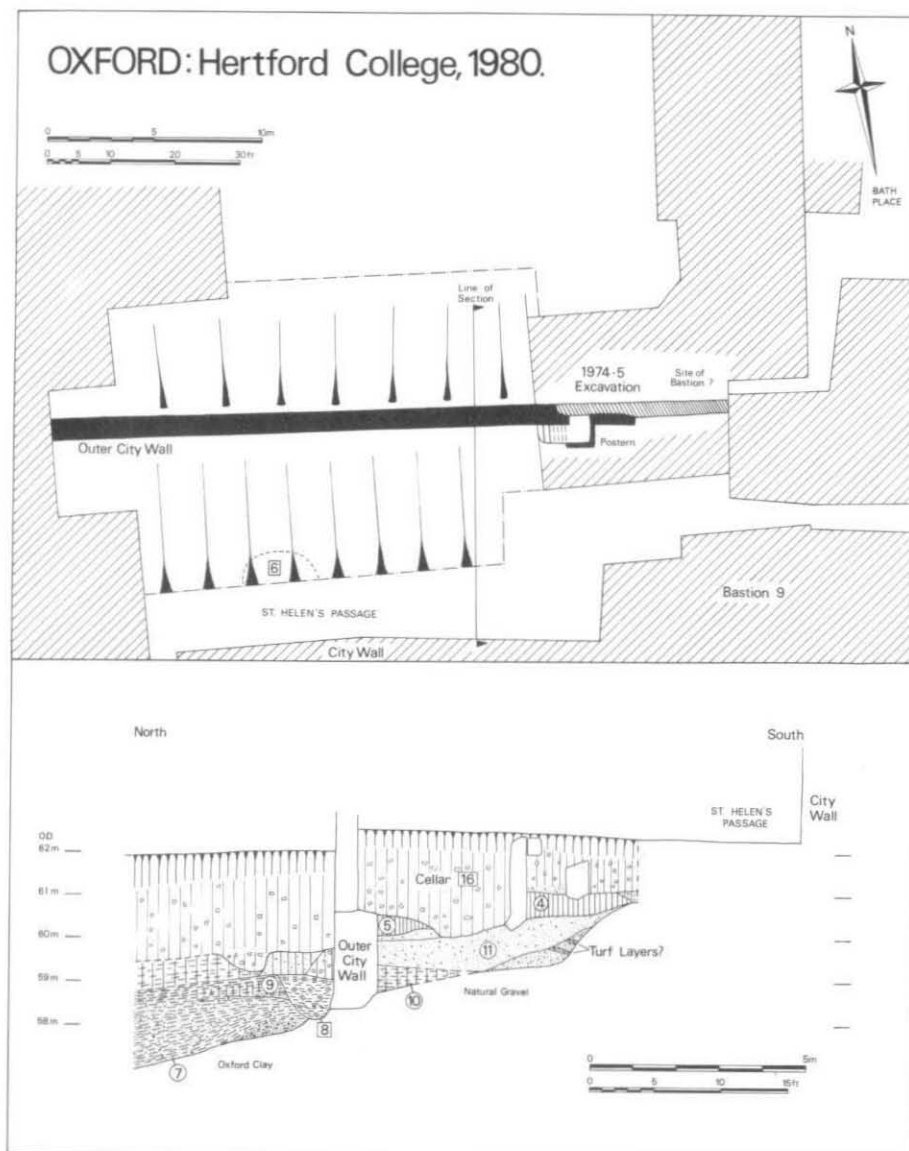 OXFORD: Hertford College, 1980.
N
0 5 10m
0 5 10 20 30ft
BATH
PLACE
Line of
Section
1974-5
Excavation
Site of
Bastion ?
Outer City Wall
Postern
6
ST. HELEN'S PASSAGE
Bastion 9
City Wall
North
South
ST. HELEN'S
PASSAGE
City
Wall
O.D.
62m
61m
60m
59m
58m
Cellar 16
4
5
Outer
City
Wall
11
Turf Layers?
9
10
Natural Gravel
8
Oxford Clay
7
0 5m
0 5 10 15ft